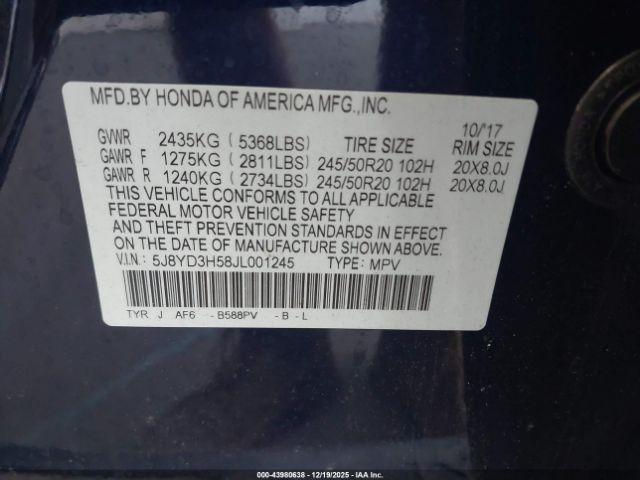 MFD.BY HONDA OF AMERICA MFG.,INC.
10/'17
GVWR 2435KG ( 5368LBS) TIRE SIZE RIM SIZE
GAWR F 1275KG ( 2811LBS) 245/50R20 102H 20X8.0J
GAWR R 1240KG ( 2734LBS) 245/50R20 102H 20X8.0J
THIS VEHICLE CONFORMS TO ALL APPLICABLE
FEDERAL MOTOR VEHICLE SAFETY
AND THEFT PREVENTION STANDARDS IN EFFECT
ON THE DATE OF MANUFACTURE SHOWN ABOVE.
V.I.N.: 5J8YD3H58JL001245 TYPE: MPV
TYR J AF6 -B588PV -B -L
000-43980638 - 12/19/2025 - IAAI.COM